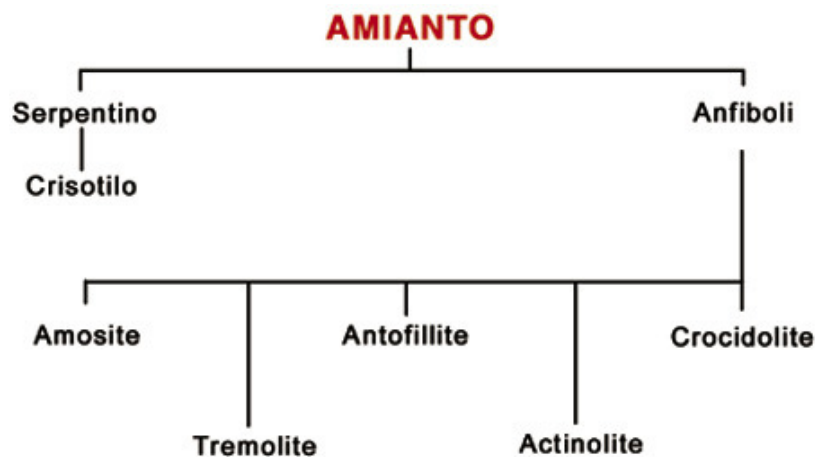 AMIANTO
Serpentino Anfiboli
Crisotilo
Amosite Antofillite Crocidolite
Tremolite Actinolite